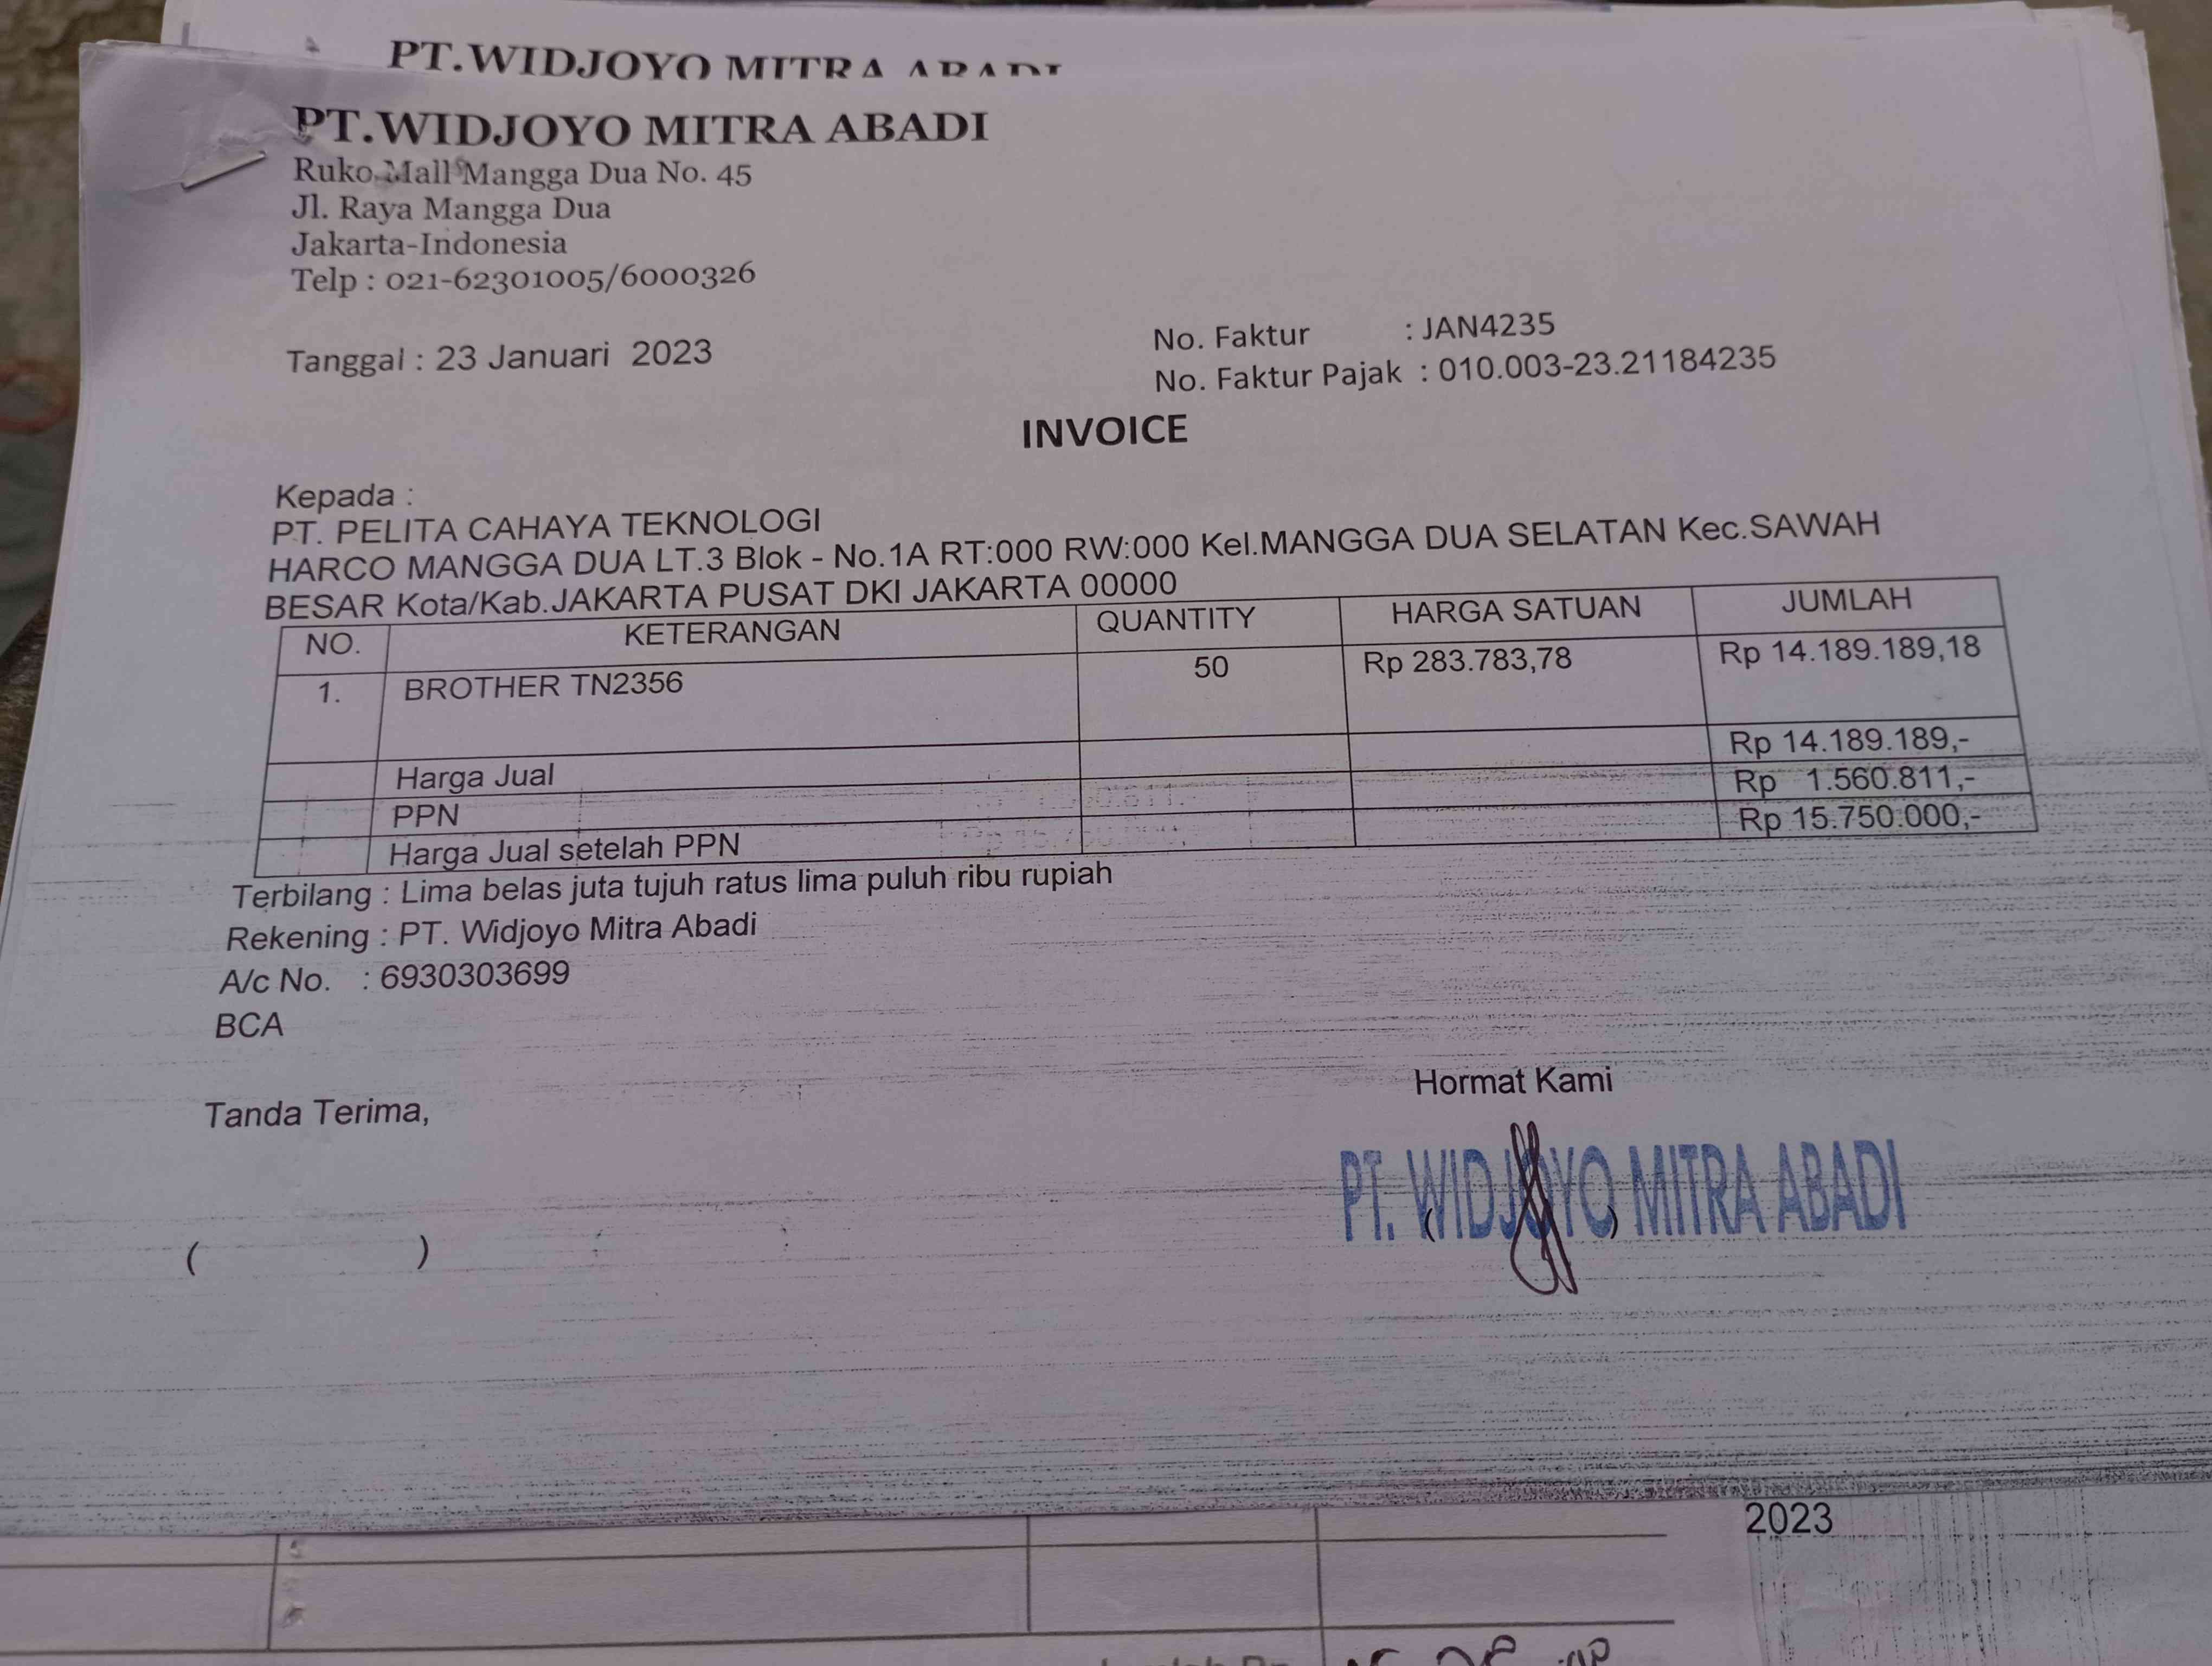 PT.WIDJOYO MITRA ABADI
PT.WIDJOYO MITRA ABADI
Ruko Mall Mangga Dua No. 45
Jl. Raya Mangga Dua
Jakarta-Indonesia
Telp : 021-62301005/6000326
Tanggal : 23 Januari 2023
No. Faktur : JAN4235
No. Faktur Pajak : 010.003-23.21184235
INVOICE
Kepada :
PT. PELITA CAHAYA TEKNOLOGI
HARCO MANGGA DUA LT.3 Blok - No.1A RT:000 RW:000 Kel.MANGGA DUA SELATAN Kec.SAWAH
BESAR Kota/Kab.JAKARTA PUSAT DKI JAKARTA 00000
NO. KETERANGAN QUANTITY HARGA SATUAN JUMLAH
1. BROTHER TN2356 50 Rp 283.783,78 Rp 14.189.189,18
Harga Jual Rp 14.189.189,-
PPN Rp 1.560.811,-
Harga Jual setelah PPN Rp 15.750.000,-
Terbilang : Lima belas juta tujuh ratus lima puluh ribu rupiah
Rekening : PT. Widjoyo Mitra Abadi
A/c No. : 6930303699
BCA
Tanda Terima,
Hormat Kami
PT. WIDJOYO MITRA ABADI
( )
( )
2023